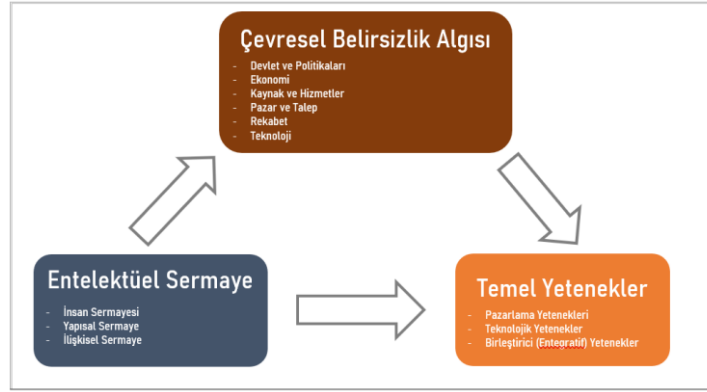 Çevresel Belirsizlik Algısı
- Devlet ve Politikaları
- Ekonomi
- Kaynak ve Hizmetler
- Pazar ve Talep
- Rekabet
- Teknoloji
Entelektüel Sermaye
- İnsan Sermayesi
- Yapısal Sermaye
- İlişkisel Sermaye
Temel Yetenekler
- Pazarlama Yetenekleri
- Teknolojik Yetenekler
- Birleştirici (Entegratif) Yetenekler